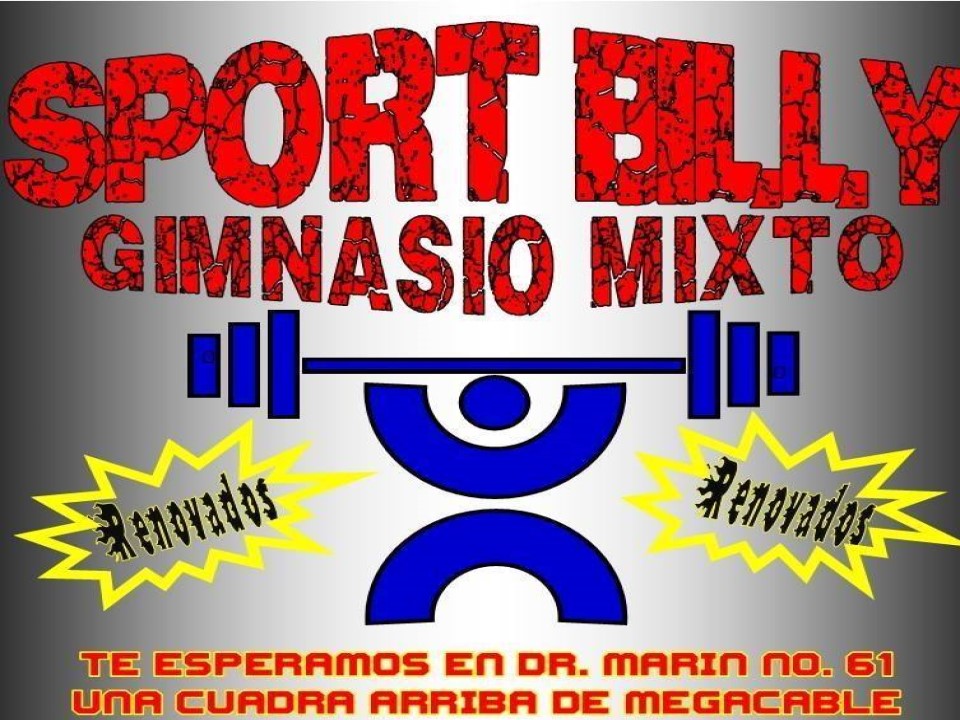 SPORT BILLY
GIMNASIO MIXTO
Renovados
Renovados
TE ESPERAMOS EN DR. MARIN NO. 61
UNA CUADRA ARRIBA DE MEGACABLE